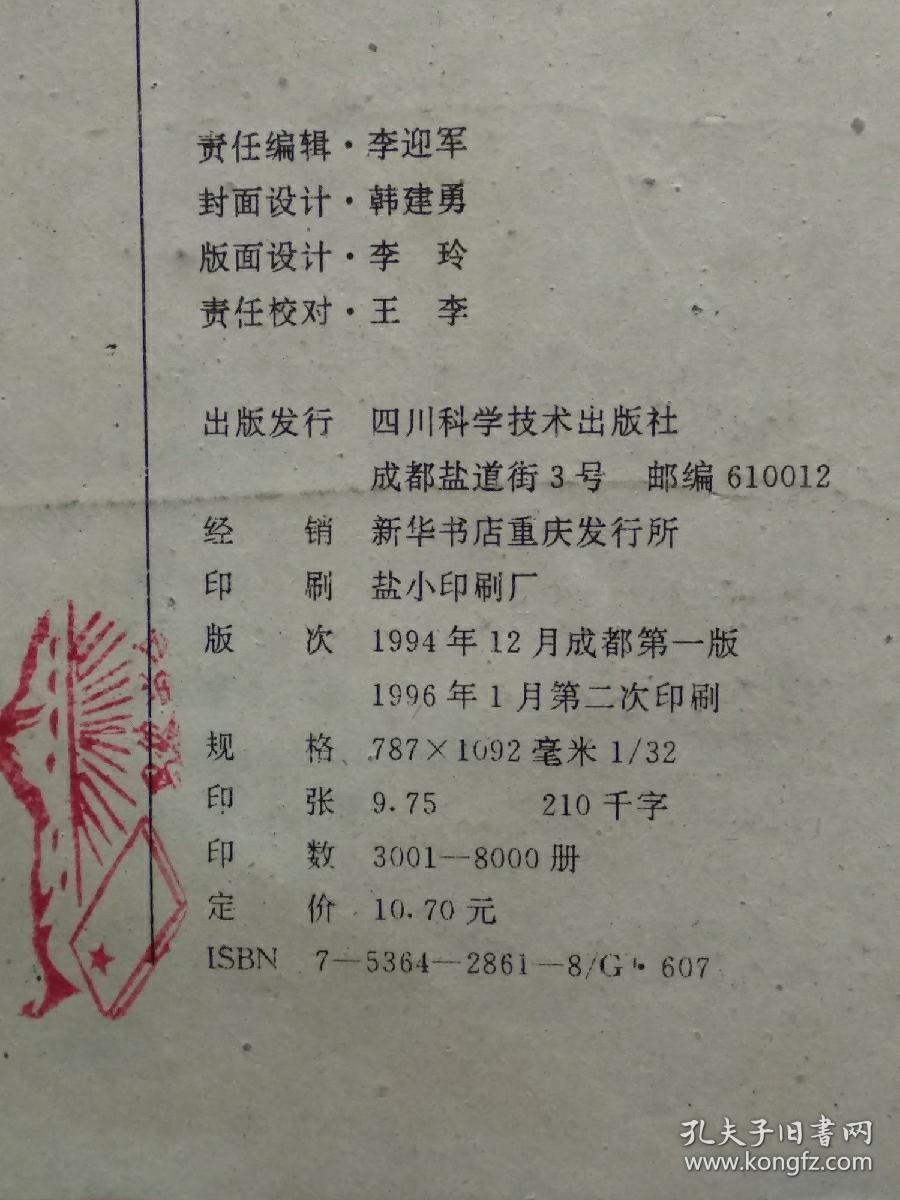 责任编辑·李迎军
封面设计·韩建勇
版面设计·李 玲
责任校对·王 李
出版发行 四川科学技术出版社
成都盐道街3号 邮编610012
经 销 新华书店重庆发行所
印 刷 盐小印刷厂
版 次 1994年12月成都第一版
1996年1月第二次印刷
规 格 787×1092毫米1/32
印 张 9.75 210千字
印 数 3001—8000册
定 价 10.70元
ISBN 7—5364—2861—8/G·607
孔夫子旧书网
www.kongfz.com